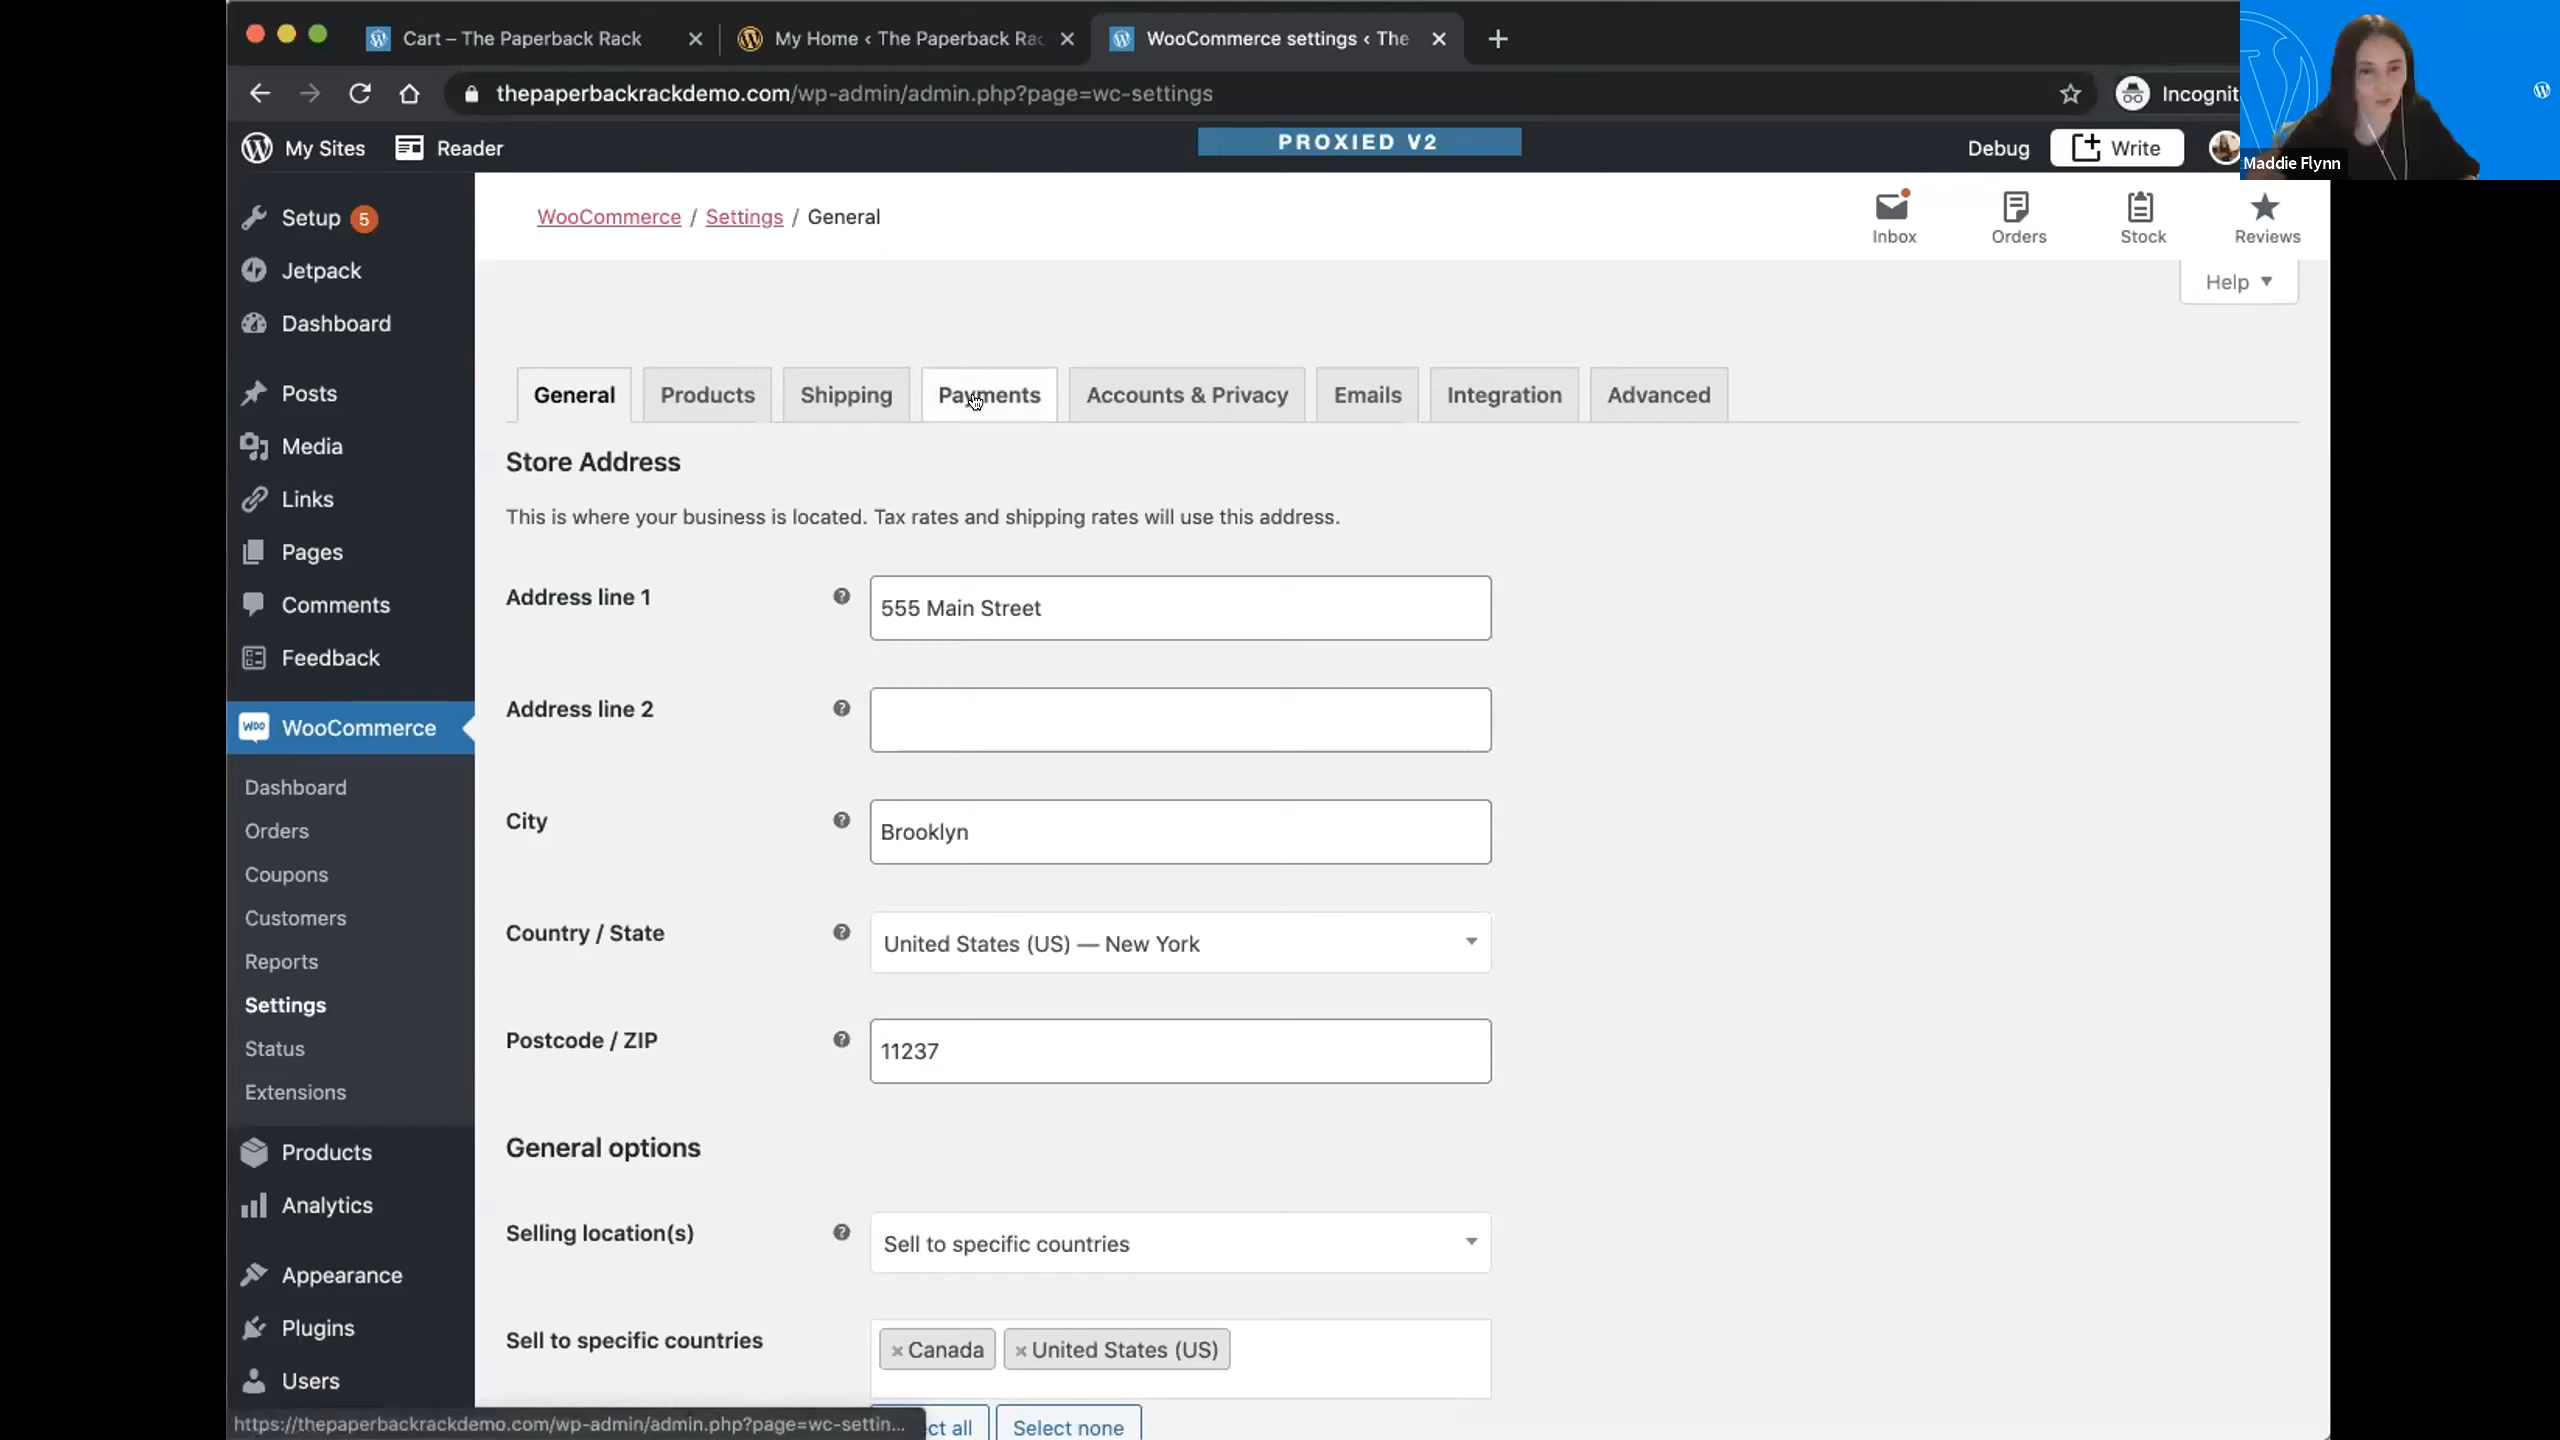 Cart – The Paperback Rack
My Home ‹ The Paperback Rac
WooCommerce settings ‹ The
thepaperbackrackdemo.com/wp-admin/admin.php?page=wc-settings
Incognit
My Sites
Reader
PROXIED V2
Debug
Write
Maddie Flynn
Setup 5
Jetpack
Dashboard
Posts
Media
Links
Pages
Comments
Feedback
woo WooCommerce
Dashboard
Orders
Coupons
Customers
Reports
Settings
Status
Extensions
Products
Analytics
Appearance
Plugins
Users
https://thepaperbackrackdemo.com/wp-admin/admin.php?page=wc-settin...
WooCommerce / Settings / General
Inbox
Orders
Stock
Reviews
Help
General
Products
Shipping
Payments
Accounts & Privacy
Emails
Integration
Advanced
Store Address
This is where your business is located. Tax rates and shipping rates will use this address.
Address line 1
555 Main Street
Address line 2
City
Brooklyn
Country / State
United States (US) — New York
Postcode / ZIP
11237
General options
Selling location(s)
Sell to specific countries
Sell to specific countries
×Canada
×United States (US)
ct all
Select none